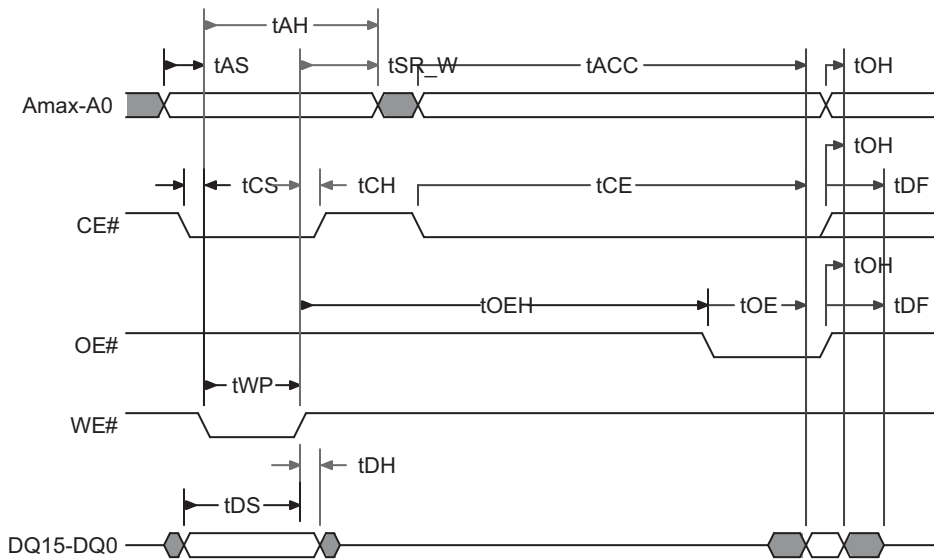 tAH
tAS tSR_W tACC tOH
Amax-A0
tOH
tCS tCH tCE tDF
CE#
tOH
tOEH tOE tDF
OE#
tWP
WE#
tDH
tDS
DQ15-DQ0